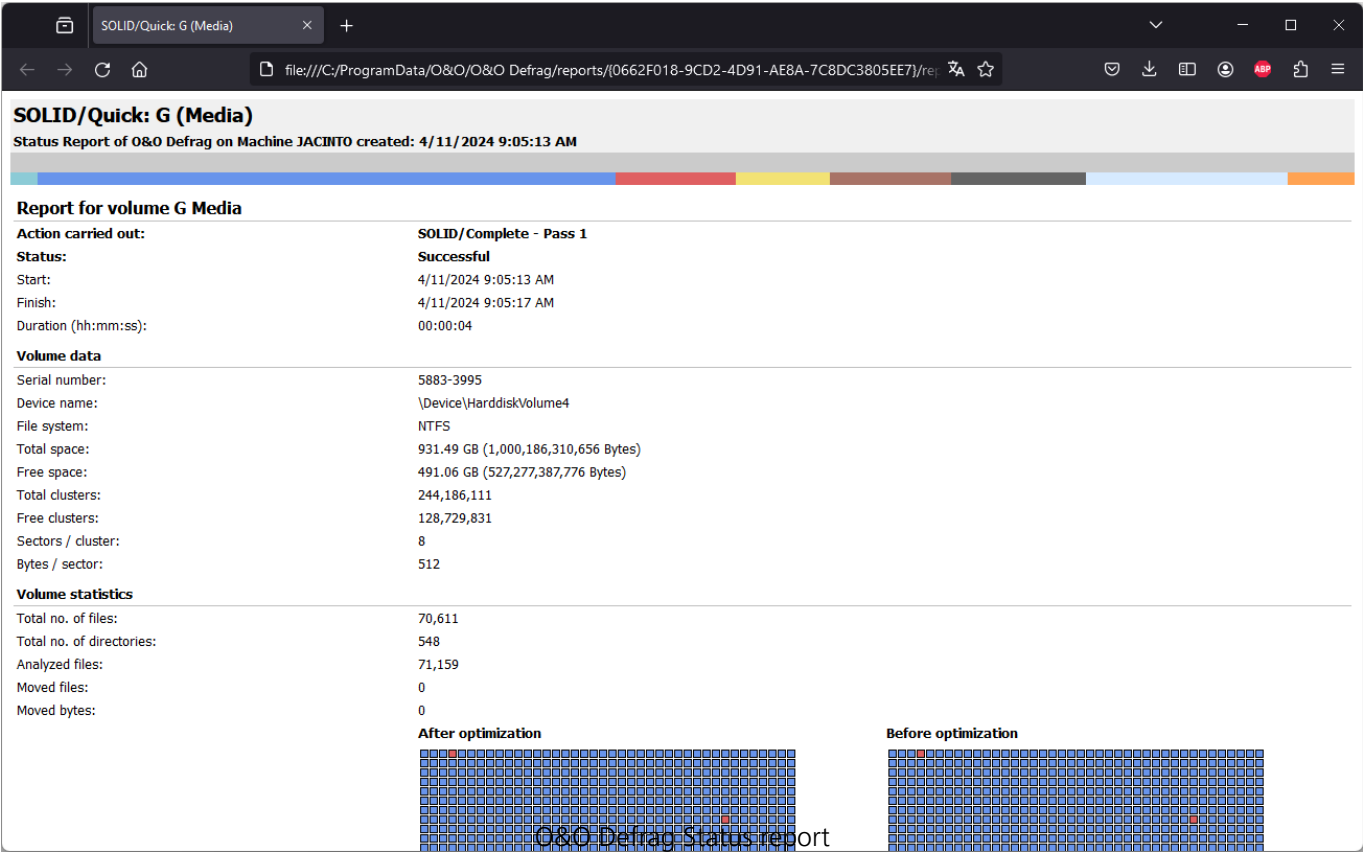 SOLID/Quick: G (Media)
file:///C:/ProgramData/O&O/O&O Defrag/reports/{0662F018-9CD2-4D91-AE8A-7C8DC3805EE7}/rep
ABP
SOLID/Quick: G (Media)
Status Report of O&O Defrag on Machine JACINTO created: 4/11/2024 9:05:13 AM
Report for volume G Media
Action carried out: SOLID/Complete - Pass 1
Status: Successful
Start: 4/11/2024 9:05:13 AM
Finish: 4/11/2024 9:05:17 AM
Duration (hh:mm:ss): 00:00:04
Volume data
Serial number: 5883-3995
Device name: \Device\HarddiskVolume4
File system: NTFS
Total space: 931.49 GB (1,000,186,310,656 Bytes)
Free space: 491.06 GB (527,277,387,776 Bytes)
Total clusters: 244,186,111
Free clusters: 128,729,831
Sectors / cluster: 8
Bytes / sector: 512
Volume statistics
Total no. of files: 70,611
Total no. of directories: 548
Analyzed files: 71,159
Moved files: 0
Moved bytes: 0
After optimization Before optimization
O&O Defrag Status report